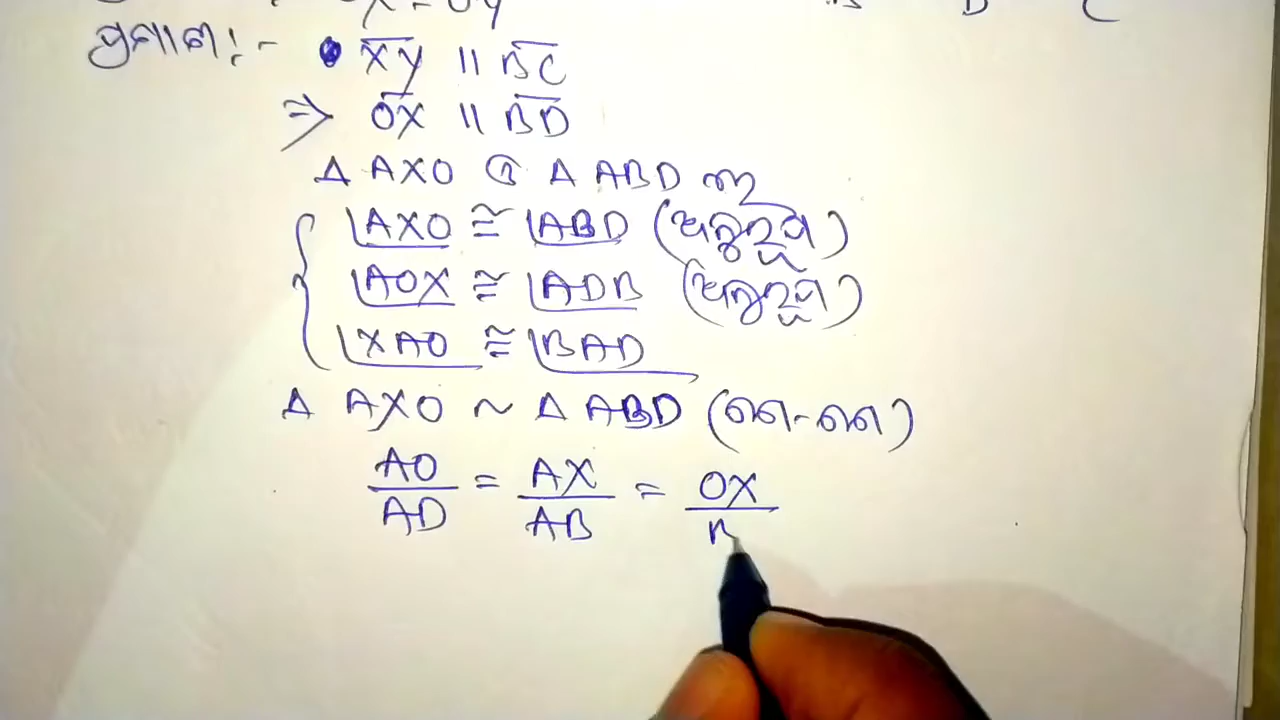 X = OY B D C
ପ୍ରମାଣ :- XY || BC
⇒ OX || BD
Δ AXO ଓ Δ ABD ରେ
∠AXO ≅ ∠ABD (ଅନୁରୂପ)
∠AOX ≅ ∠ADB (ଅନୁରୂପ)
∠XAO ≅ ∠BAD
Δ AXO ~ Δ ABD (କୋ-କୋ)
AO/AD = AX/AB = OX/B